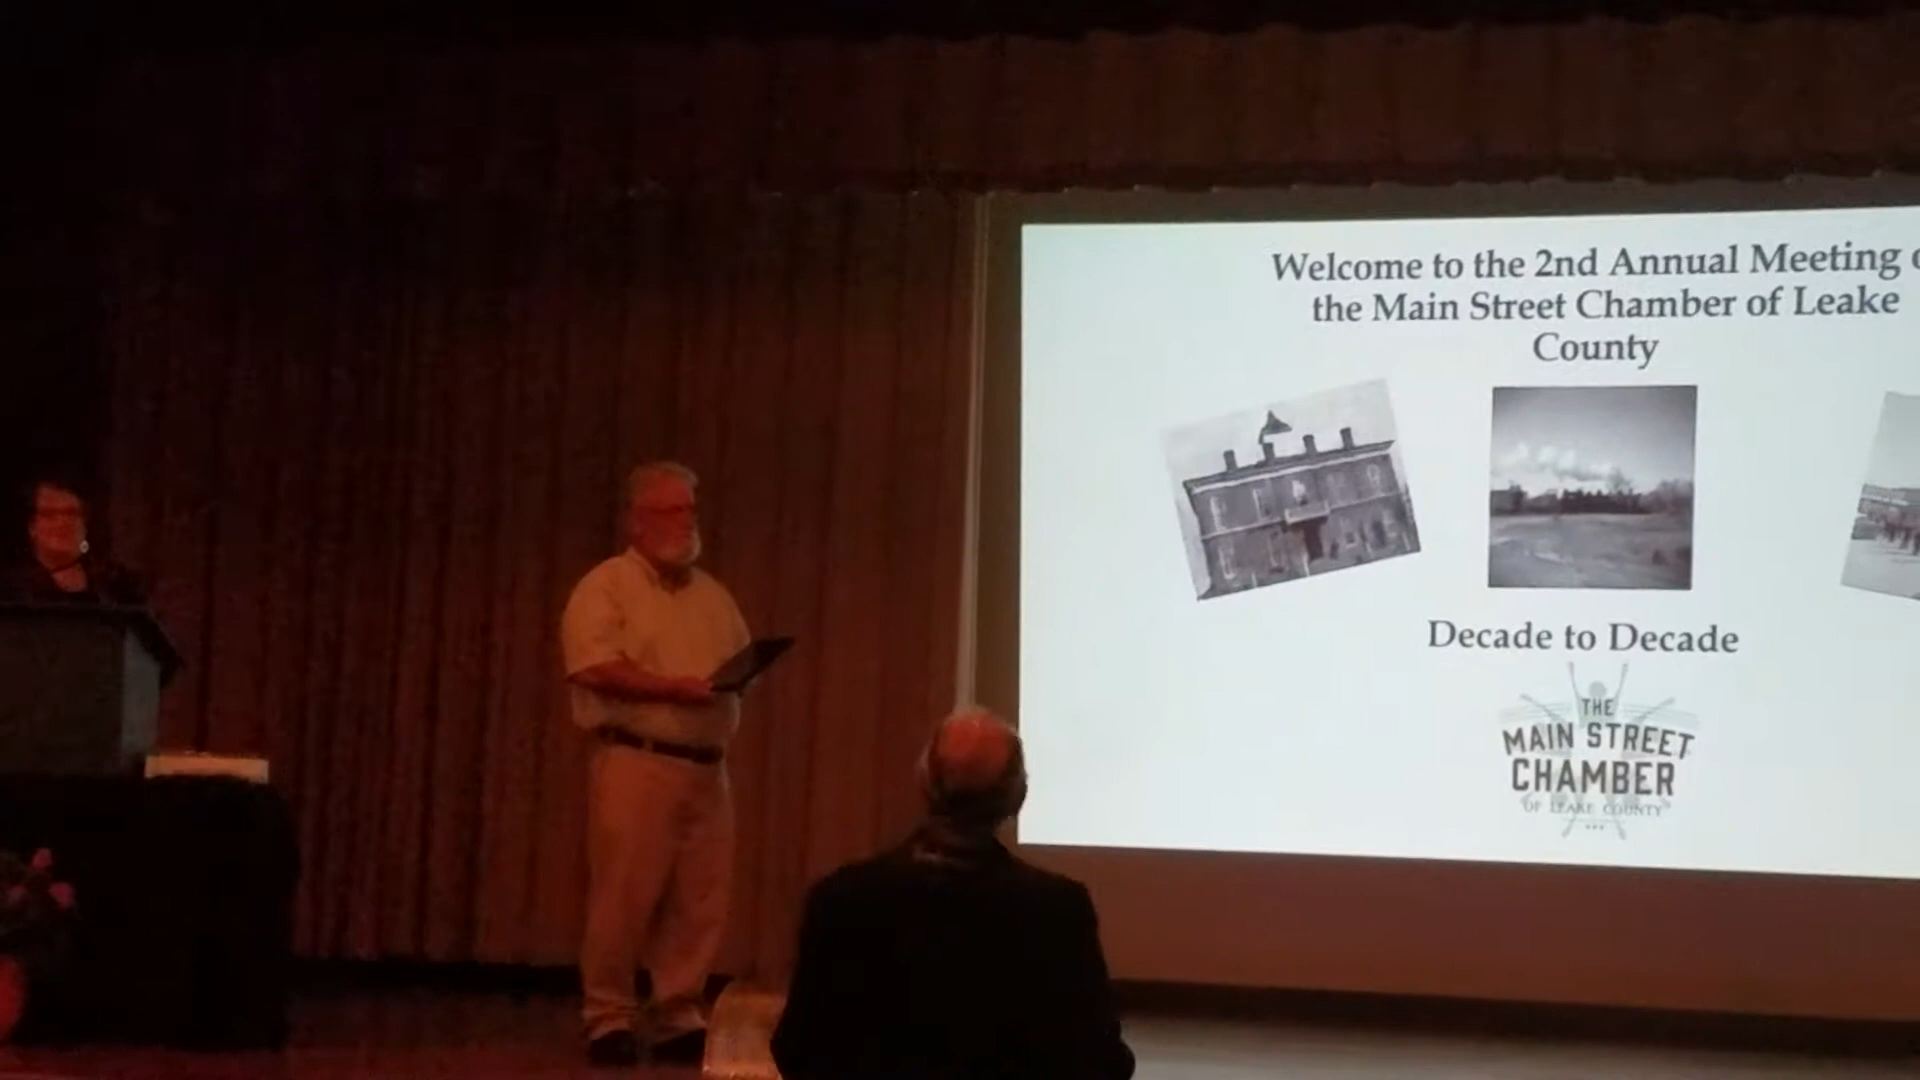 Welcome to the 2nd Annual Meeting
the Main Street Chamber of Leake
County
Decade to Decade
THE
MAIN STREET
CHAMBER
OF LEAKE COUNTY